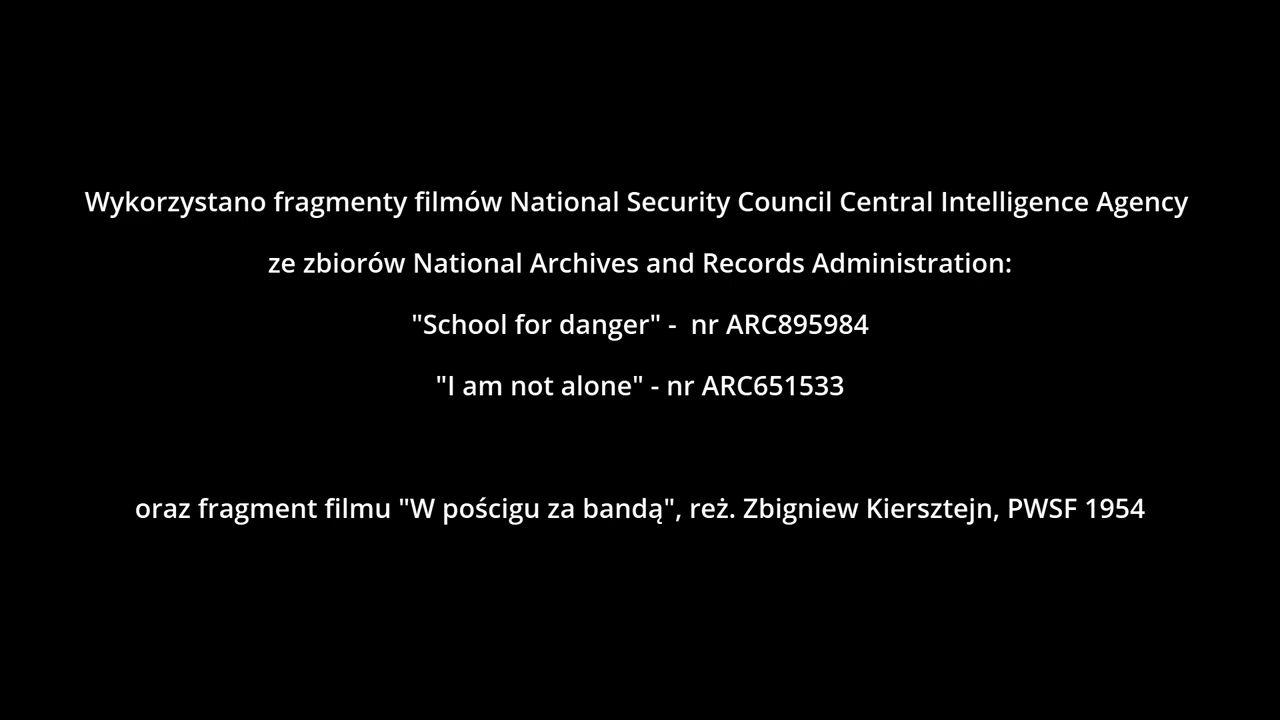 Wykorzystano fragmenty filmów National Security Council Central Intelligence Agency
ze zbiorów National Archives and Records Administration:
"School for danger" -  nr ARC895984
"I am not alone" - nr ARC651533
oraz fragment filmu "W pościgu za bandą", reż. Zbigniew Kiersztejn, PWSF 1954